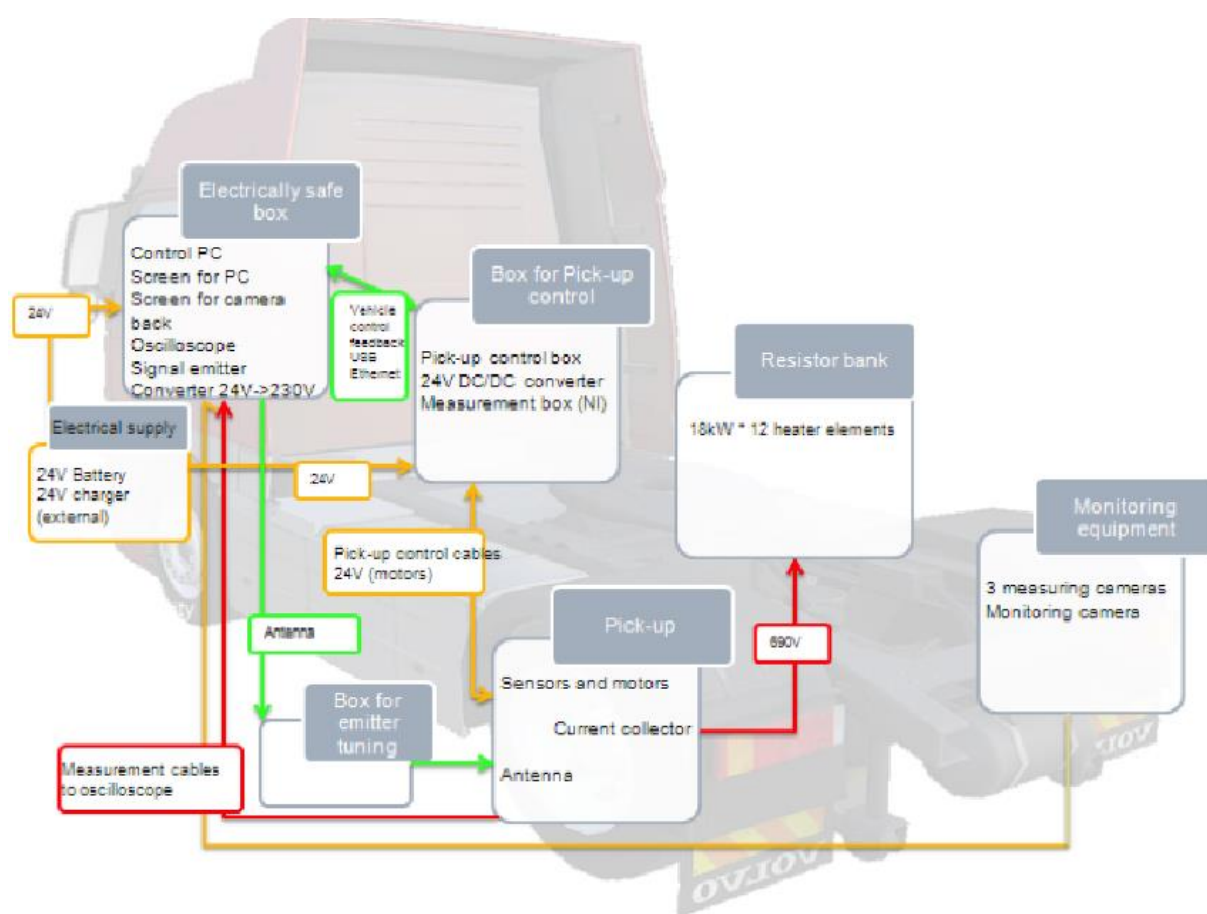 Electrically safe
box
Control PC
Screen for PC
Screen for camera
back
Oscilloscope
Signal emitter
Converter 24V->230V
24V
Vehicle
control
feedback
USB
Ethernet
Box for Pick-up
control
Pick-up control box
24V DC/DC converter
Measurement box (NI)
Resistor bank
18kW * 12 heater elements
Electrical supply
24V Battery
24V charger
(external)
24V
Monitoring
equipment
3 measuring cameras
Monitoring camera
Pick-up control cables
24V (motors)
Antenna
Pick-up
Sensors and motors
Current collector
Antenna
690V
Box for
emitter
tuning
Measurement cables
to oscilloscope
VOLVO
VOLVO